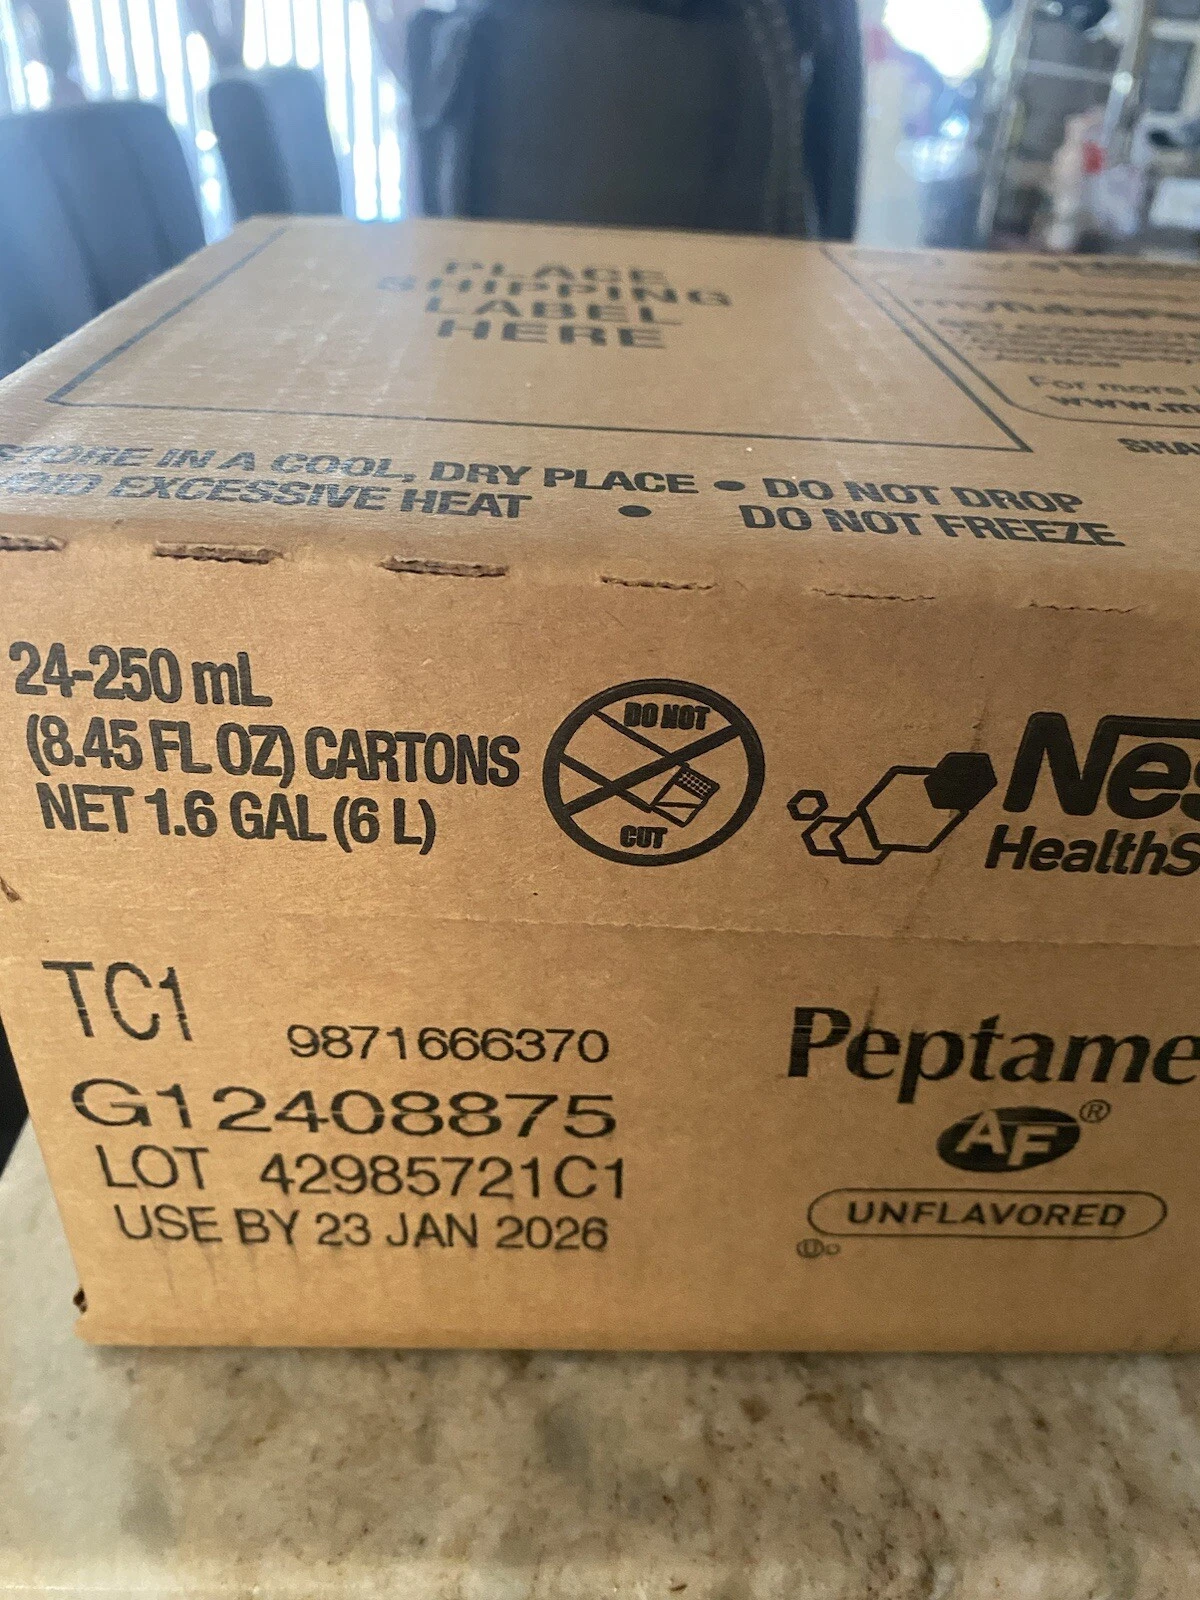 PLACE
SHIPPING
LABEL
HERE
For more
www.m
STORE IN A COOL, DRY PLACE • DO NOT DROP
EXCESSIVE HEAT • DO NOT FREEZE
24-250 mL
(8.45 FL OZ) CARTONS
NET 1.6 GAL (6 L)
DO NOT
CUT
Nes
HealthS
TC1
9871666370
G12408875
LOT 42985721C1
USE BY 23 JAN 2026
Peptame
AF®
UNFLAVORED